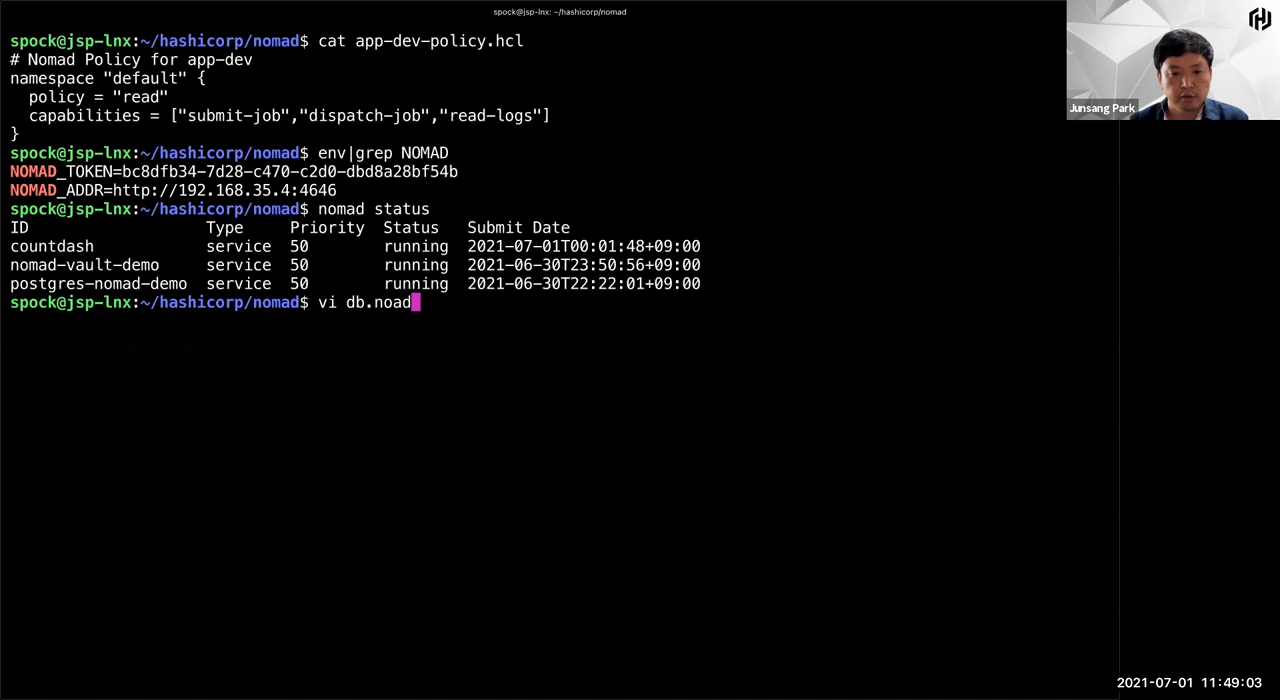 spock@jsp-lnx: ~/hashicorp/nomad
spock@jsp-lnx:~/hashicorp/nomad$ cat app-dev-policy.hcl
# Nomad Policy for app-dev
namespace "default" {
  policy = "read"
  capabilities = ["submit-job","dispatch-job","read-logs"]
}
spock@jsp-lnx:~/hashicorp/nomad$ env|grep NOMAD
NOMAD_TOKEN=bc8dfb34-7d28-c470-c2d0-dbd8a28bf54b
NOMAD_ADDR=http://192.168.35.4:4646
spock@jsp-lnx:~/hashicorp/nomad$ nomad status
ID                   Type     Priority  Status   Submit Date
countdash            service  50        running  2021-07-01T00:01:48+09:00
nomad-vault-demo     service  50        running  2021-06-30T23:50:56+09:00
postgres-nomad-demo  service  50        running  2021-06-30T22:22:01+09:00
spock@jsp-lnx:~/hashicorp/nomad$ vi db.noad
Junsang Park
2021-07-01 11:49:03